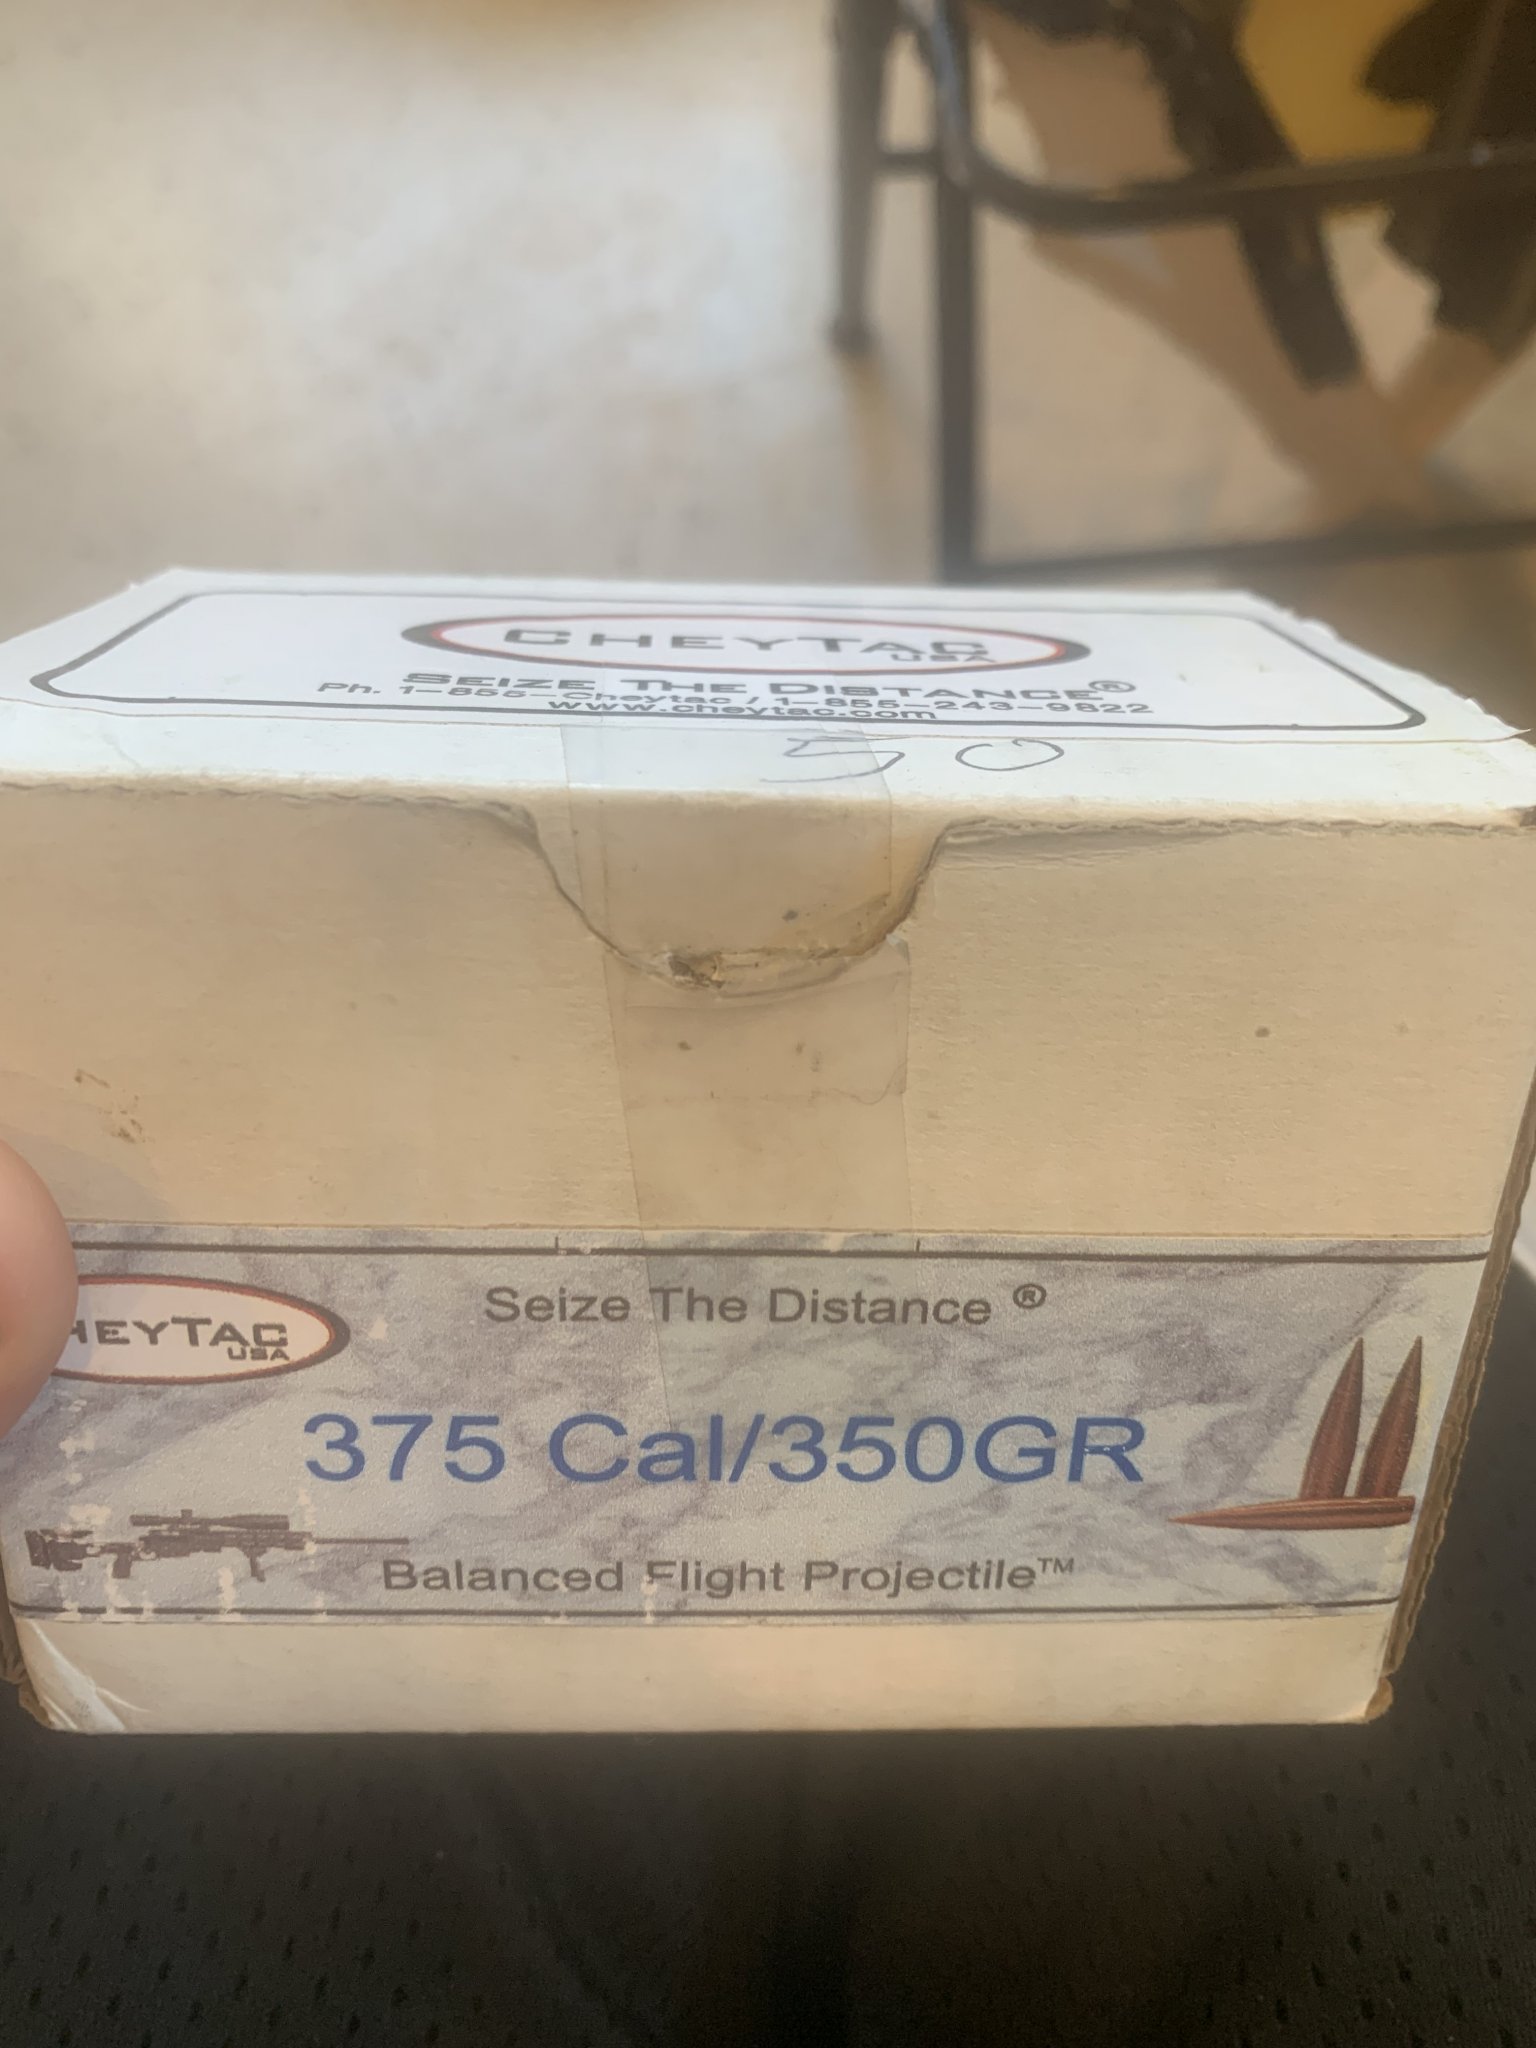 CHEYTAC
USA
SEIZE THE DISTANCE®
Ph. 1-855-Cheytac / 1-855-243-9822
www.cheytac.com
50
HEYTAC
USA
Seize The Distance ®
375 Cal/350GR
Balanced Flight Projectile™